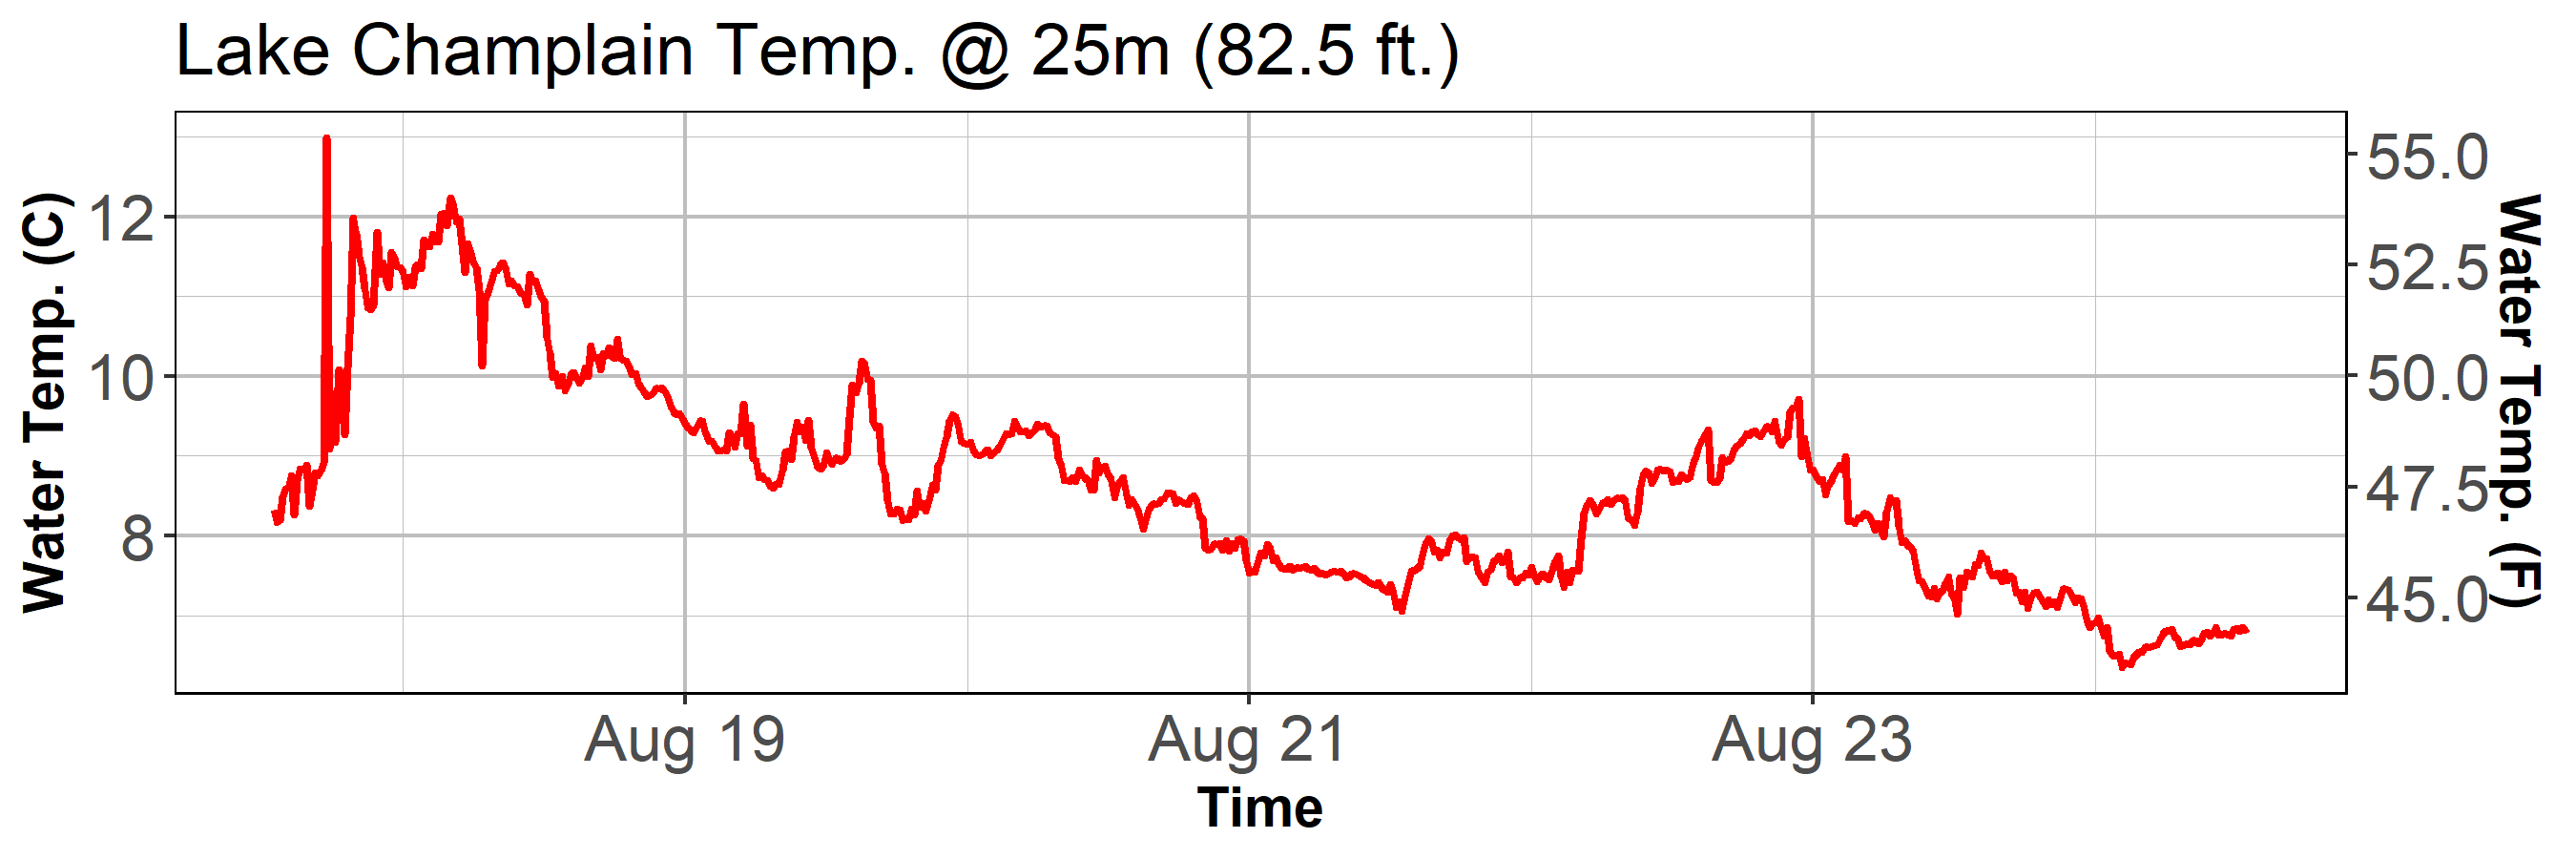 Lake Champlain Temp. @ 25m (82.5 ft.)
Water Temp. (C)
12
10
8
55.0
52.5
50.0
47.5
45.0
Water Temp. (F)
Aug 19
Aug 21
Aug 23
Time